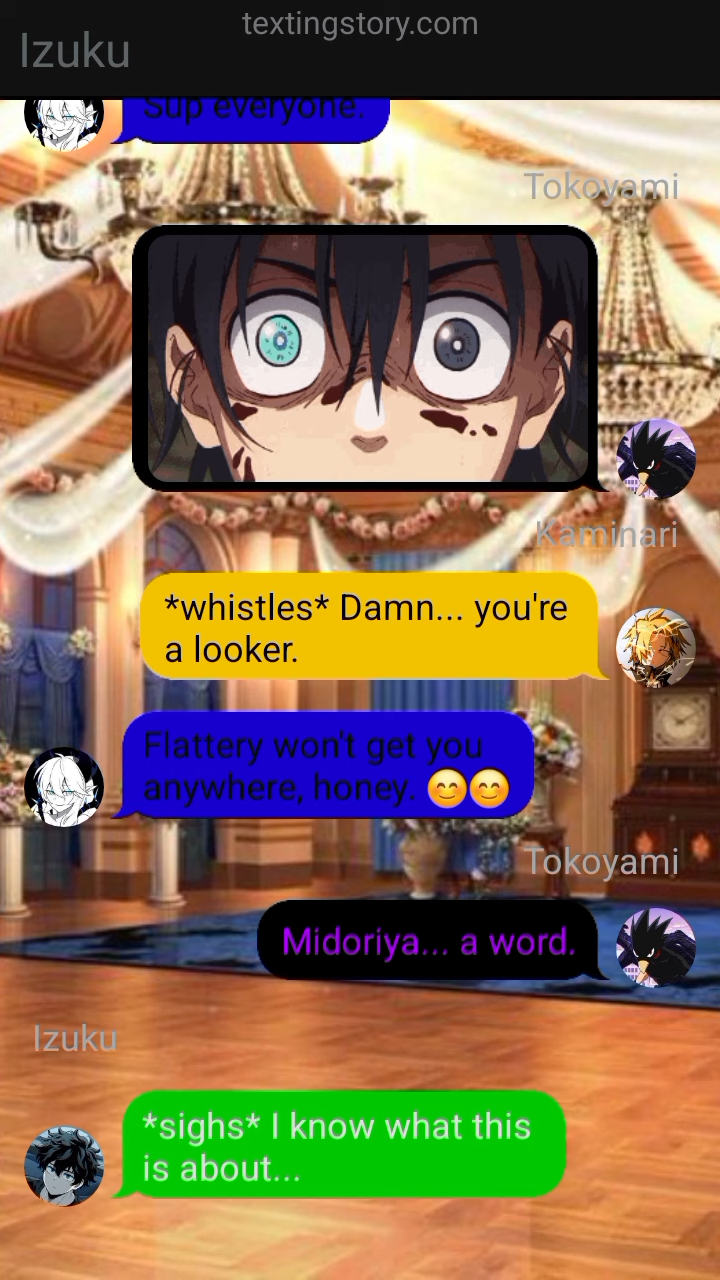 textingstory.com
Izuku
Sup everyone.
Tokoyami
Kaminari
*whistles* Damn... you're
a looker.
Flattery won't get you
anywhere, honey. 😊😊
Tokoyami
Midoriya... a word.
Izuku
*sighs* I know what this
is about...